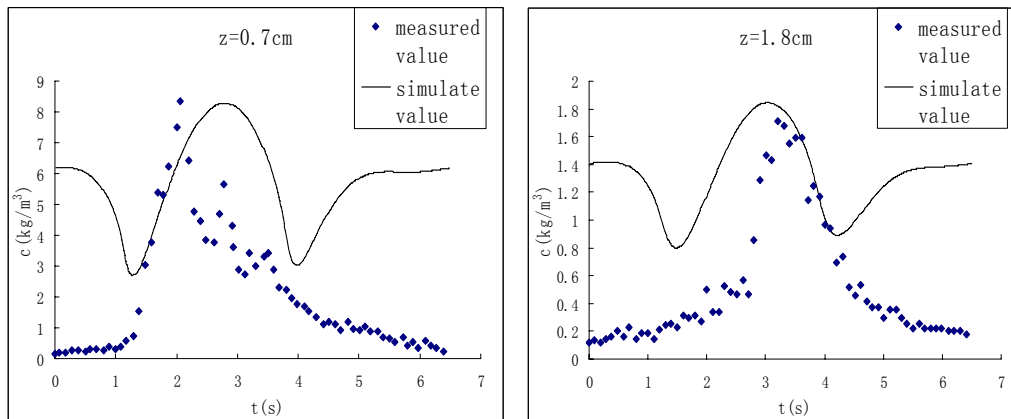 z=0.7cm
measured
value
simulate
value
c(kg/m³)
9
8
7
6
5
4
3
2
1
0
0 1 2 3 4 5 6 7
t(s)
z=1.8cm
measured
value
simulate
value
c(kg/m³)
2
1.8
1.6
1.4
1.2
1
0.8
0.6
0.4
0.2
0
0 1 2 3 4 5 6 7
t(s)